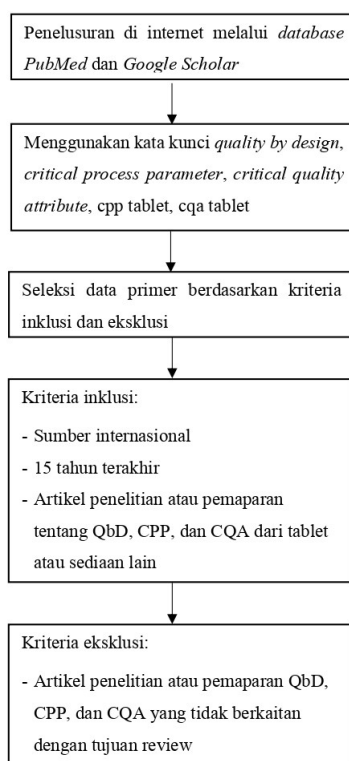 Penelusuran di internet melalui database
PubMed dan Google Scholar
Menggunakan kata kunci quality by design,
critical process parameter, critical quality
attribute, cpp tablet, cqa tablet
Seleksi data primer berdasarkan kriteria
inklusi dan eksklusi
Kriteria inklusi:
- Sumber internasional
- 15 tahun terakhir
- Artikel penelitian atau pemaparan
tentang QbD, CPP, dan CQA dari tablet
atau sediaan lain
Kriteria eksklusi:
- Artikel penelitian atau pemaparan QbD,
CPP, dan CQA yang tidak berkaitan
dengan tujuan review